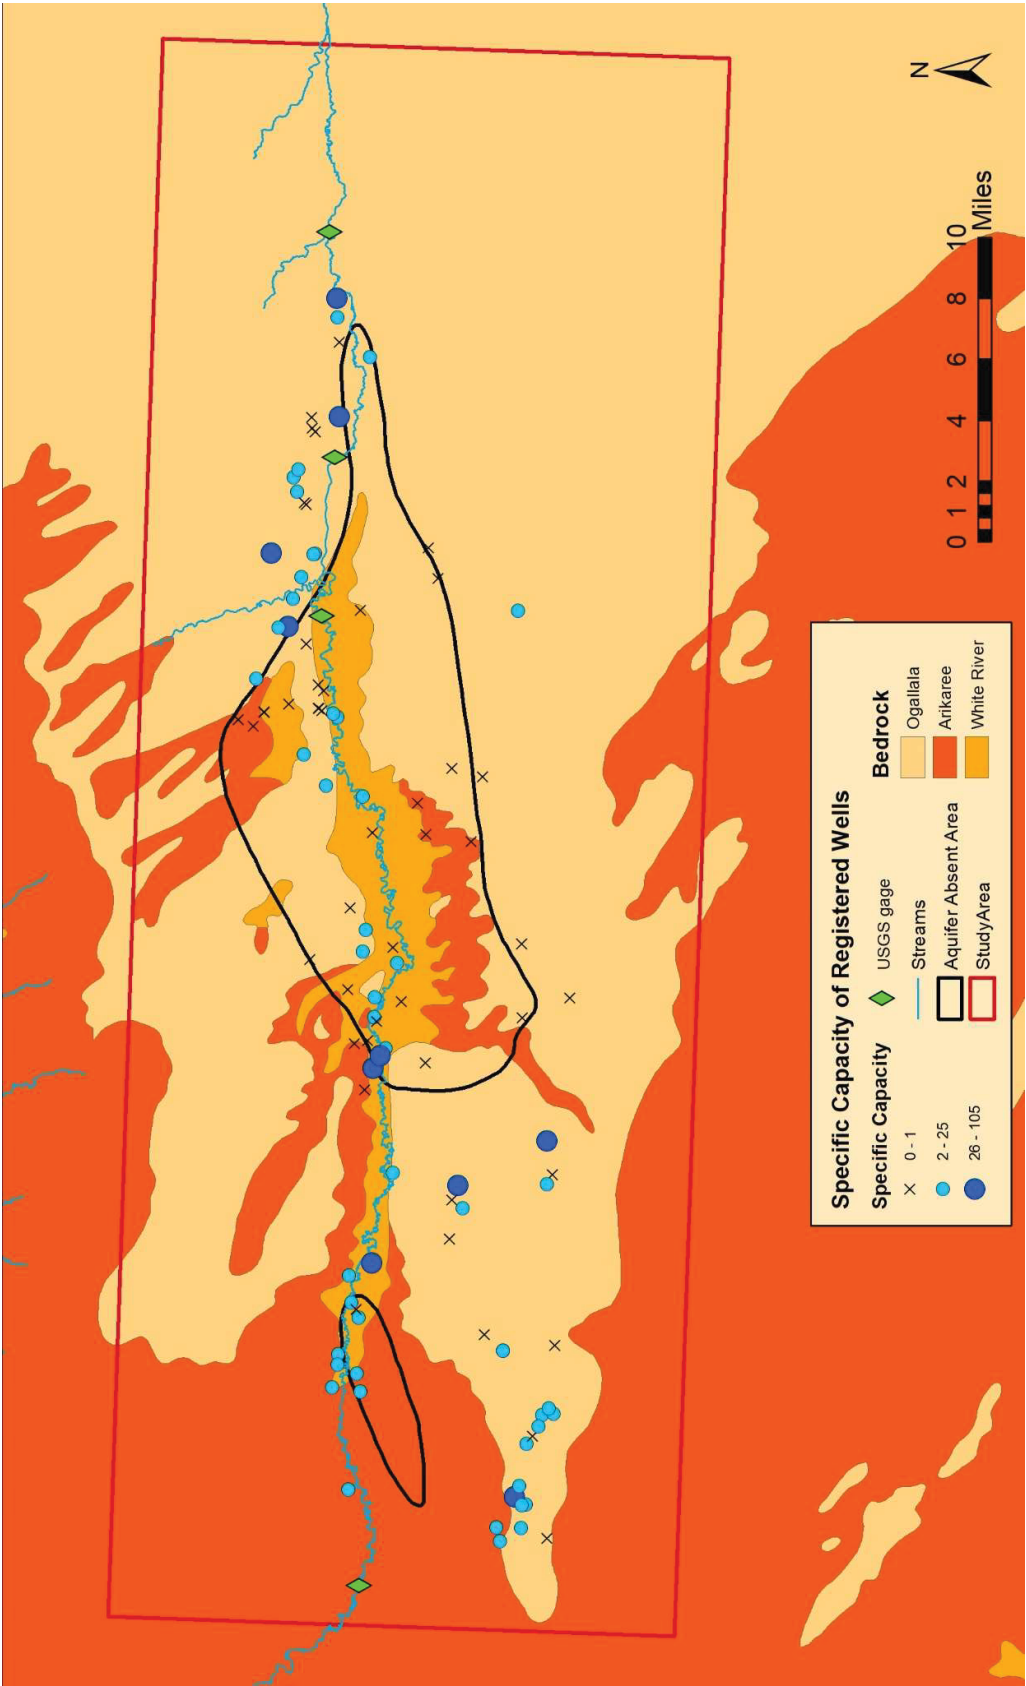 N
0 1 2 4 6 8 10
Miles
Specific Capacity of Registered Wells
Specific Capacity
0 - 1
2 - 25
26 - 105
USGS gage
Streams
Aquifer Absent Area
StudyArea
Bedrock
Ogallala
Arikaree
White River